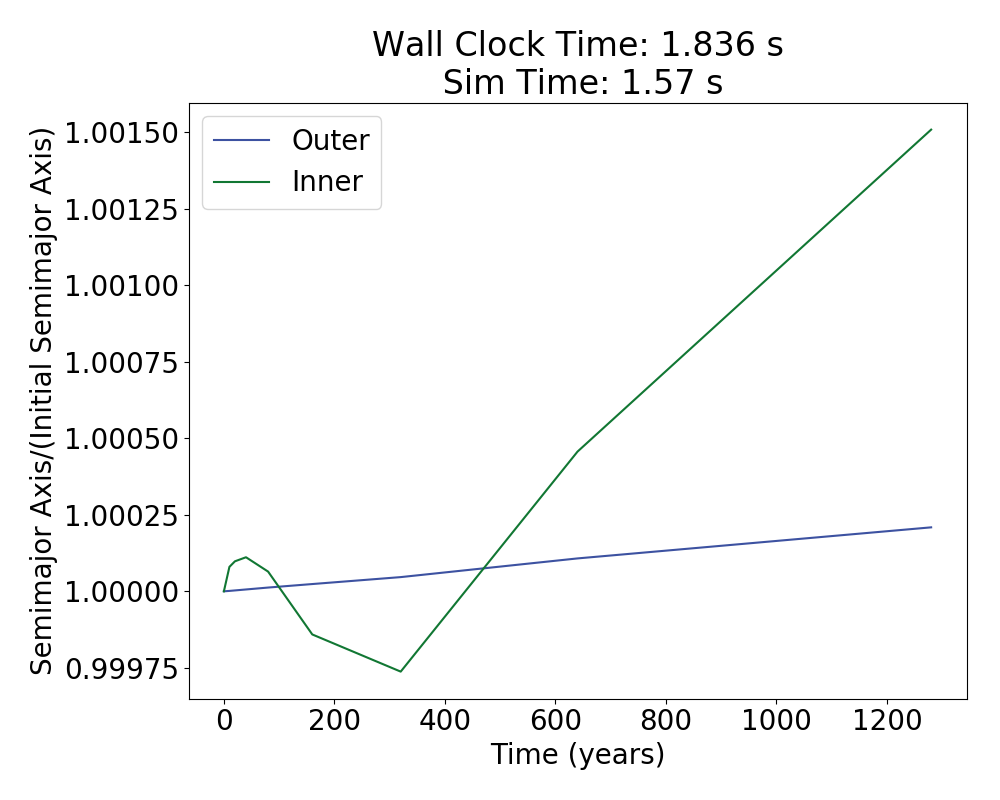 Wall Clock Time: 1.836 s
Sim Time: 1.57 s
Outer
Inner
Semimajor Axis/(Initial Semimajor Axis)
1.00150
1.00125
1.00100
1.00075
1.00050
1.00025
1.00000
0.99975
0 200 400 600 800 1000 1200
Time (years)